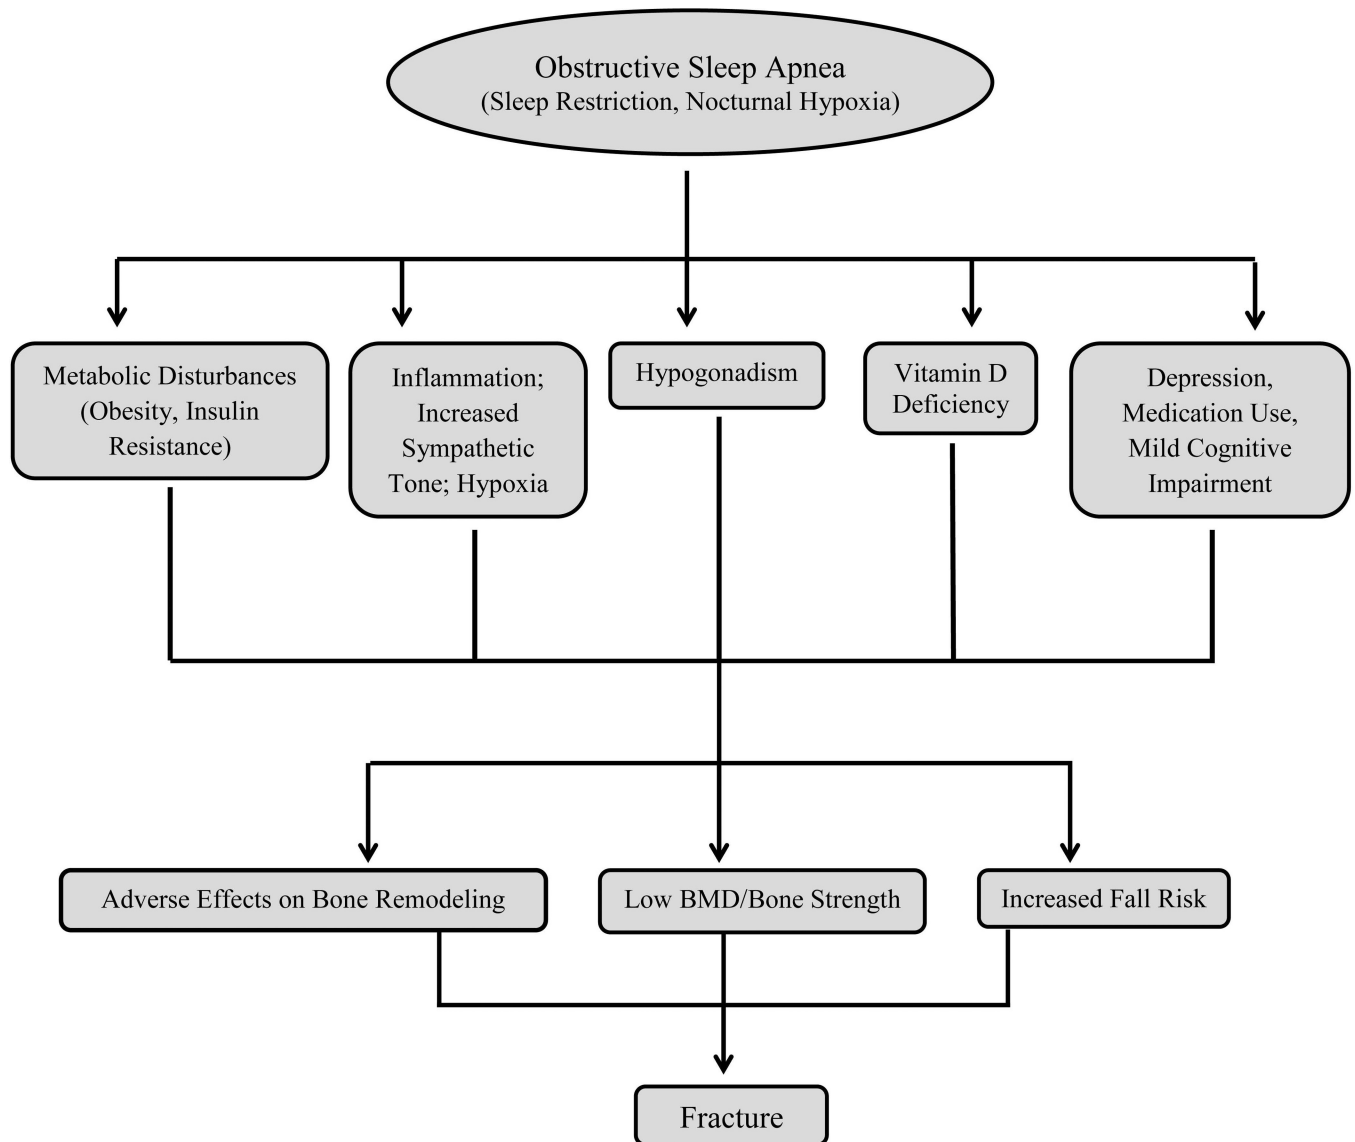 Obstructive Sleep Apnea
(Sleep Restriction, Nocturnal Hypoxia)
Metabolic Disturbances
(Obesity, Insulin
Resistance)
Inflammation;
Increased
Sympathetic
Tone; Hypoxia
Hypogonadism
Vitamin D
Deficiency
Depression,
Medication Use,
Mild Cognitive
Impairment
Adverse Effects on Bone Remodeling
Low BMD/Bone Strength
Increased Fall Risk
Fracture